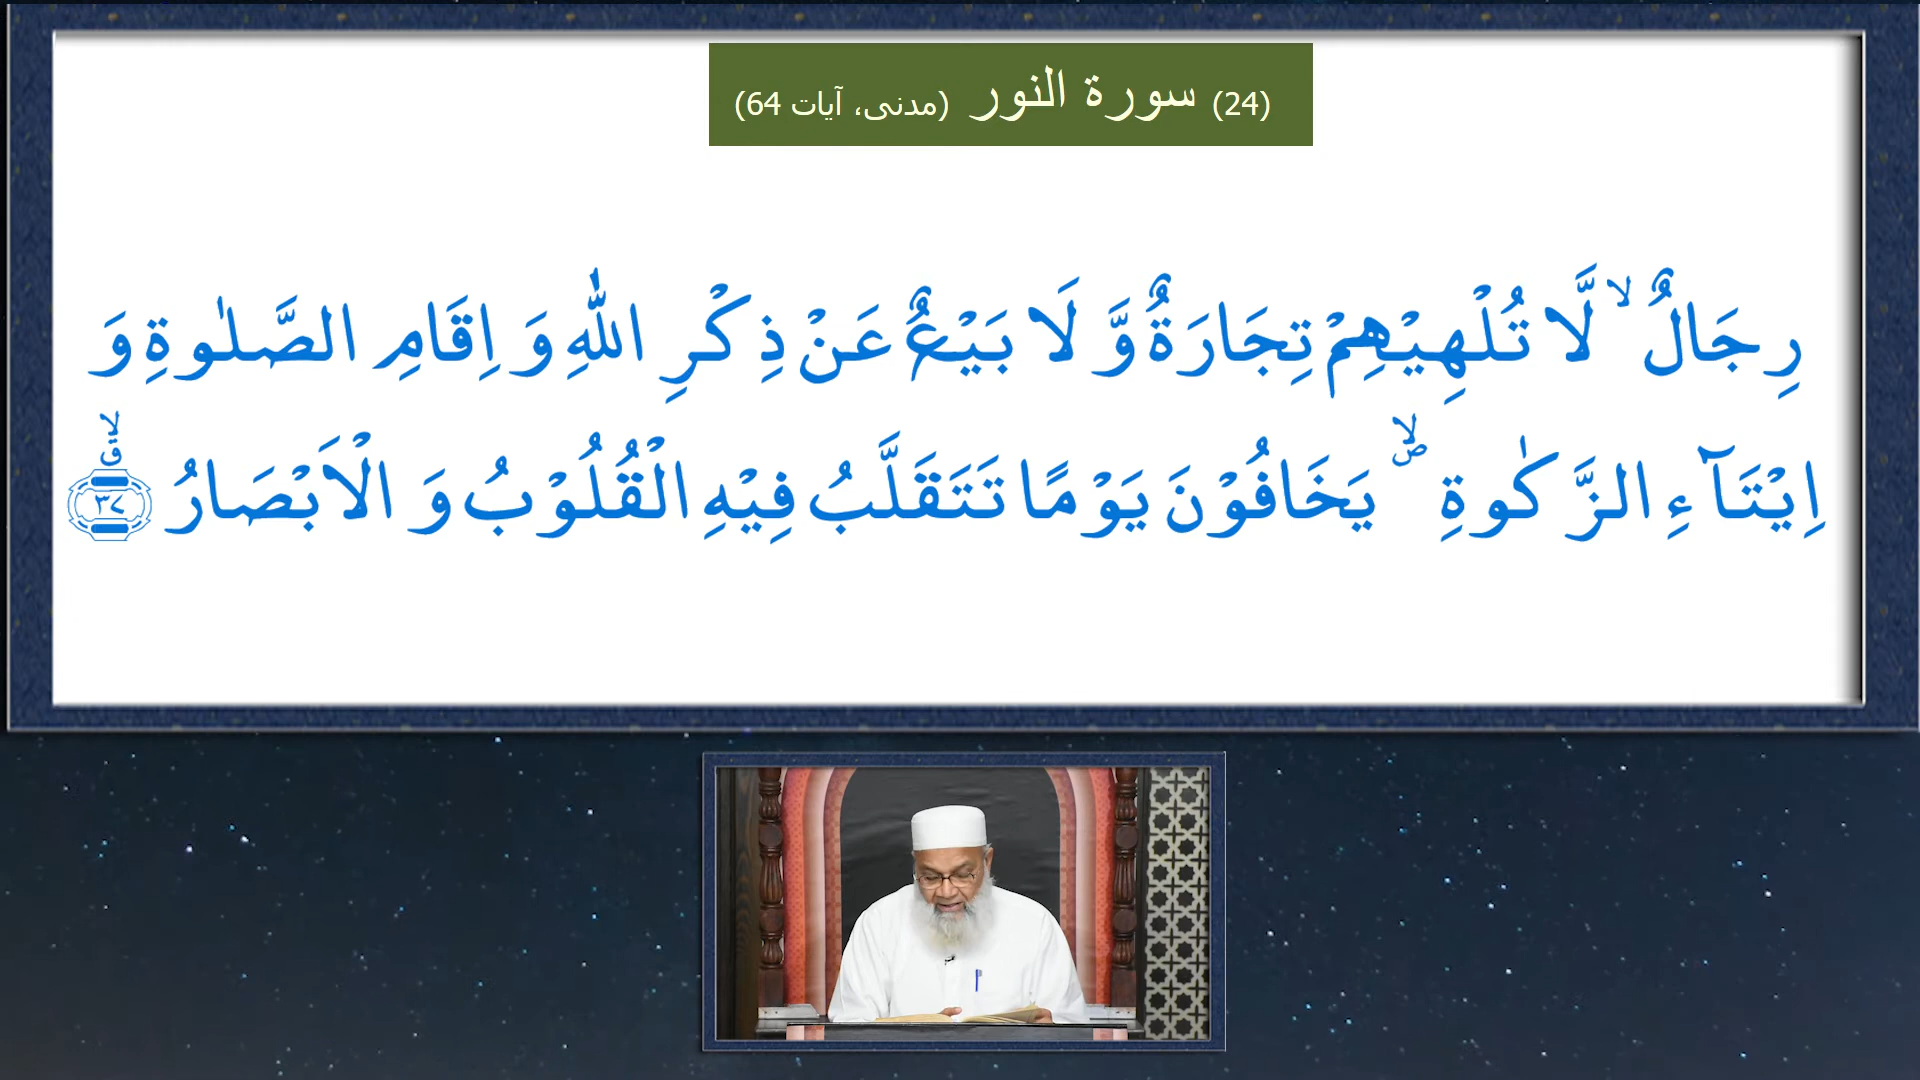 (24) سورة النور (مدنی، آیات 64)
رِجَالٌ ۙ لَّا تُلْهِيْهِمْ تِجَارَةٌ وَّ لَا بَيْعٌ عَنْ ذِكْرِ اللّٰهِ وَ اِقَامِ الصَّلٰوةِ وَ
اِيْتَآءِ الزَّكٰوةِ ۪ۙ يَخَافُوْنَ يَوْمًا تَتَقَلَّبُ فِيْهِ الْقُلُوْبُ وَ الْاَبْصَارُ ۗۙ ﴿۳۷﴾